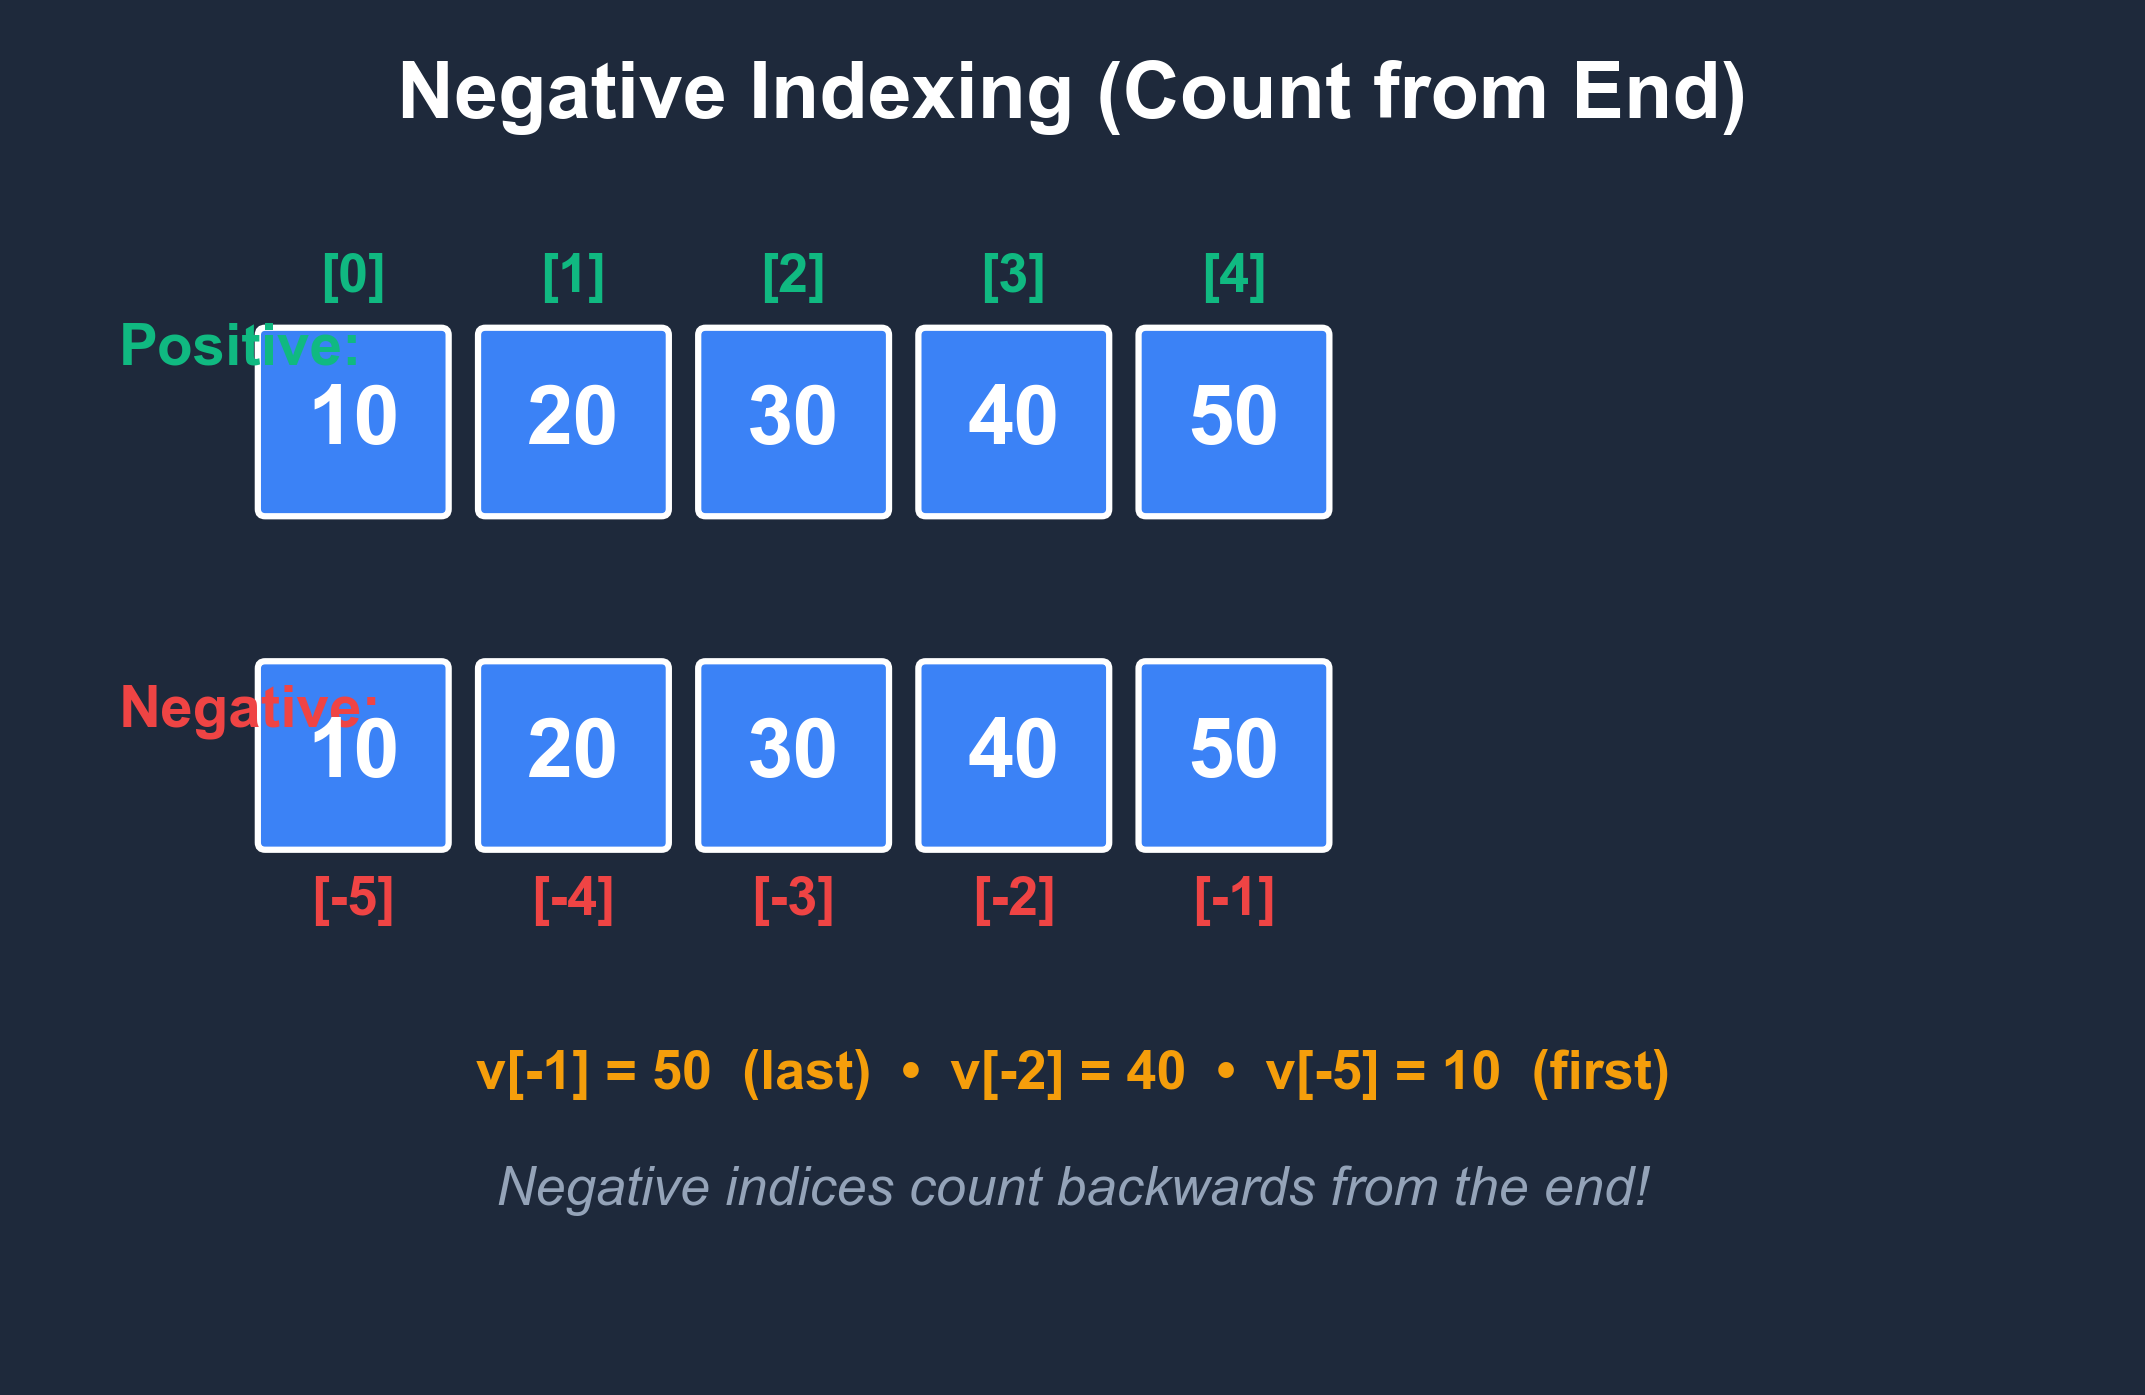 Negative Indexing (Count from End)
[0] [1] [2] [3] [4]
Positive:
10 20 30 40 50
Negative:
10 20 30 40 50
[-5] [-4] [-3] [-2] [-1]
v[-1] = 50 (last) • v[-2] = 40 • v[-5] = 10 (first)
Negative indices count backwards from the end!